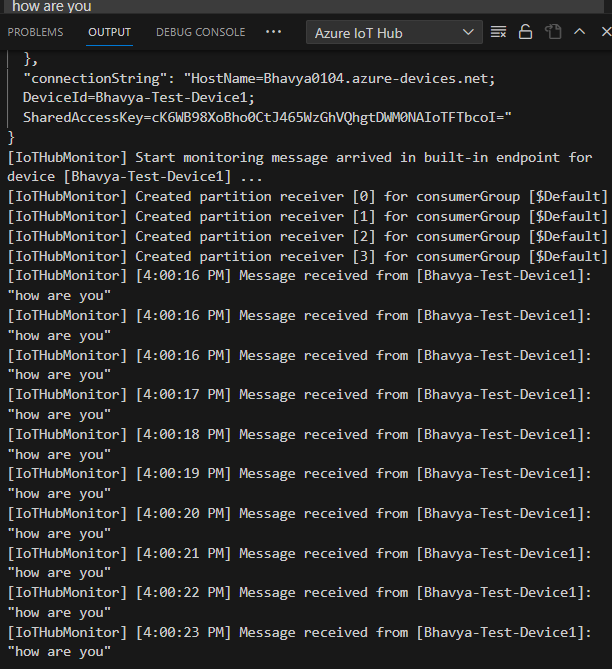 how are you
PROBLEMS OUTPUT DEBUG CONSOLE ... Azure IoT Hub
},
"connectionString": "HostName=Bhavya0104.azure-devices.net;
DeviceId=Bhavya-Test-Device1;
SharedAccessKey=cK6WB98XoBho0CtJ465WzGhVQhgtDWM0NAIoTFTbcoI="
}
[IoTHubMonitor] Start monitoring message arrived in built-in endpoint for
device [Bhavya-Test-Device1] ...
[IoTHubMonitor] Created partition receiver [0] for consumerGroup [$Default]
[IoTHubMonitor] Created partition receiver [1] for consumerGroup [$Default]
[IoTHubMonitor] Created partition receiver [2] for consumerGroup [$Default]
[IoTHubMonitor] Created partition receiver [3] for consumerGroup [$Default]
[IoTHubMonitor] [4:00:16 PM] Message received from [Bhavya-Test-Device1]:
"how are you"
[IoTHubMonitor] [4:00:16 PM] Message received from [Bhavya-Test-Device1]:
"how are you"
[IoTHubMonitor] [4:00:16 PM] Message received from [Bhavya-Test-Device1]:
"how are you"
[IoTHubMonitor] [4:00:17 PM] Message received from [Bhavya-Test-Device1]:
"how are you"
[IoTHubMonitor] [4:00:18 PM] Message received from [Bhavya-Test-Device1]:
"how are you"
[IoTHubMonitor] [4:00:19 PM] Message received from [Bhavya-Test-Device1]:
"how are you"
[IoTHubMonitor] [4:00:20 PM] Message received from [Bhavya-Test-Device1]:
"how are you"
[IoTHubMonitor] [4:00:21 PM] Message received from [Bhavya-Test-Device1]:
"how are you"
[IoTHubMonitor] [4:00:22 PM] Message received from [Bhavya-Test-Device1]:
"how are you"
[IoTHubMonitor] [4:00:23 PM] Message received from [Bhavya-Test-Device1]:
"how are you"